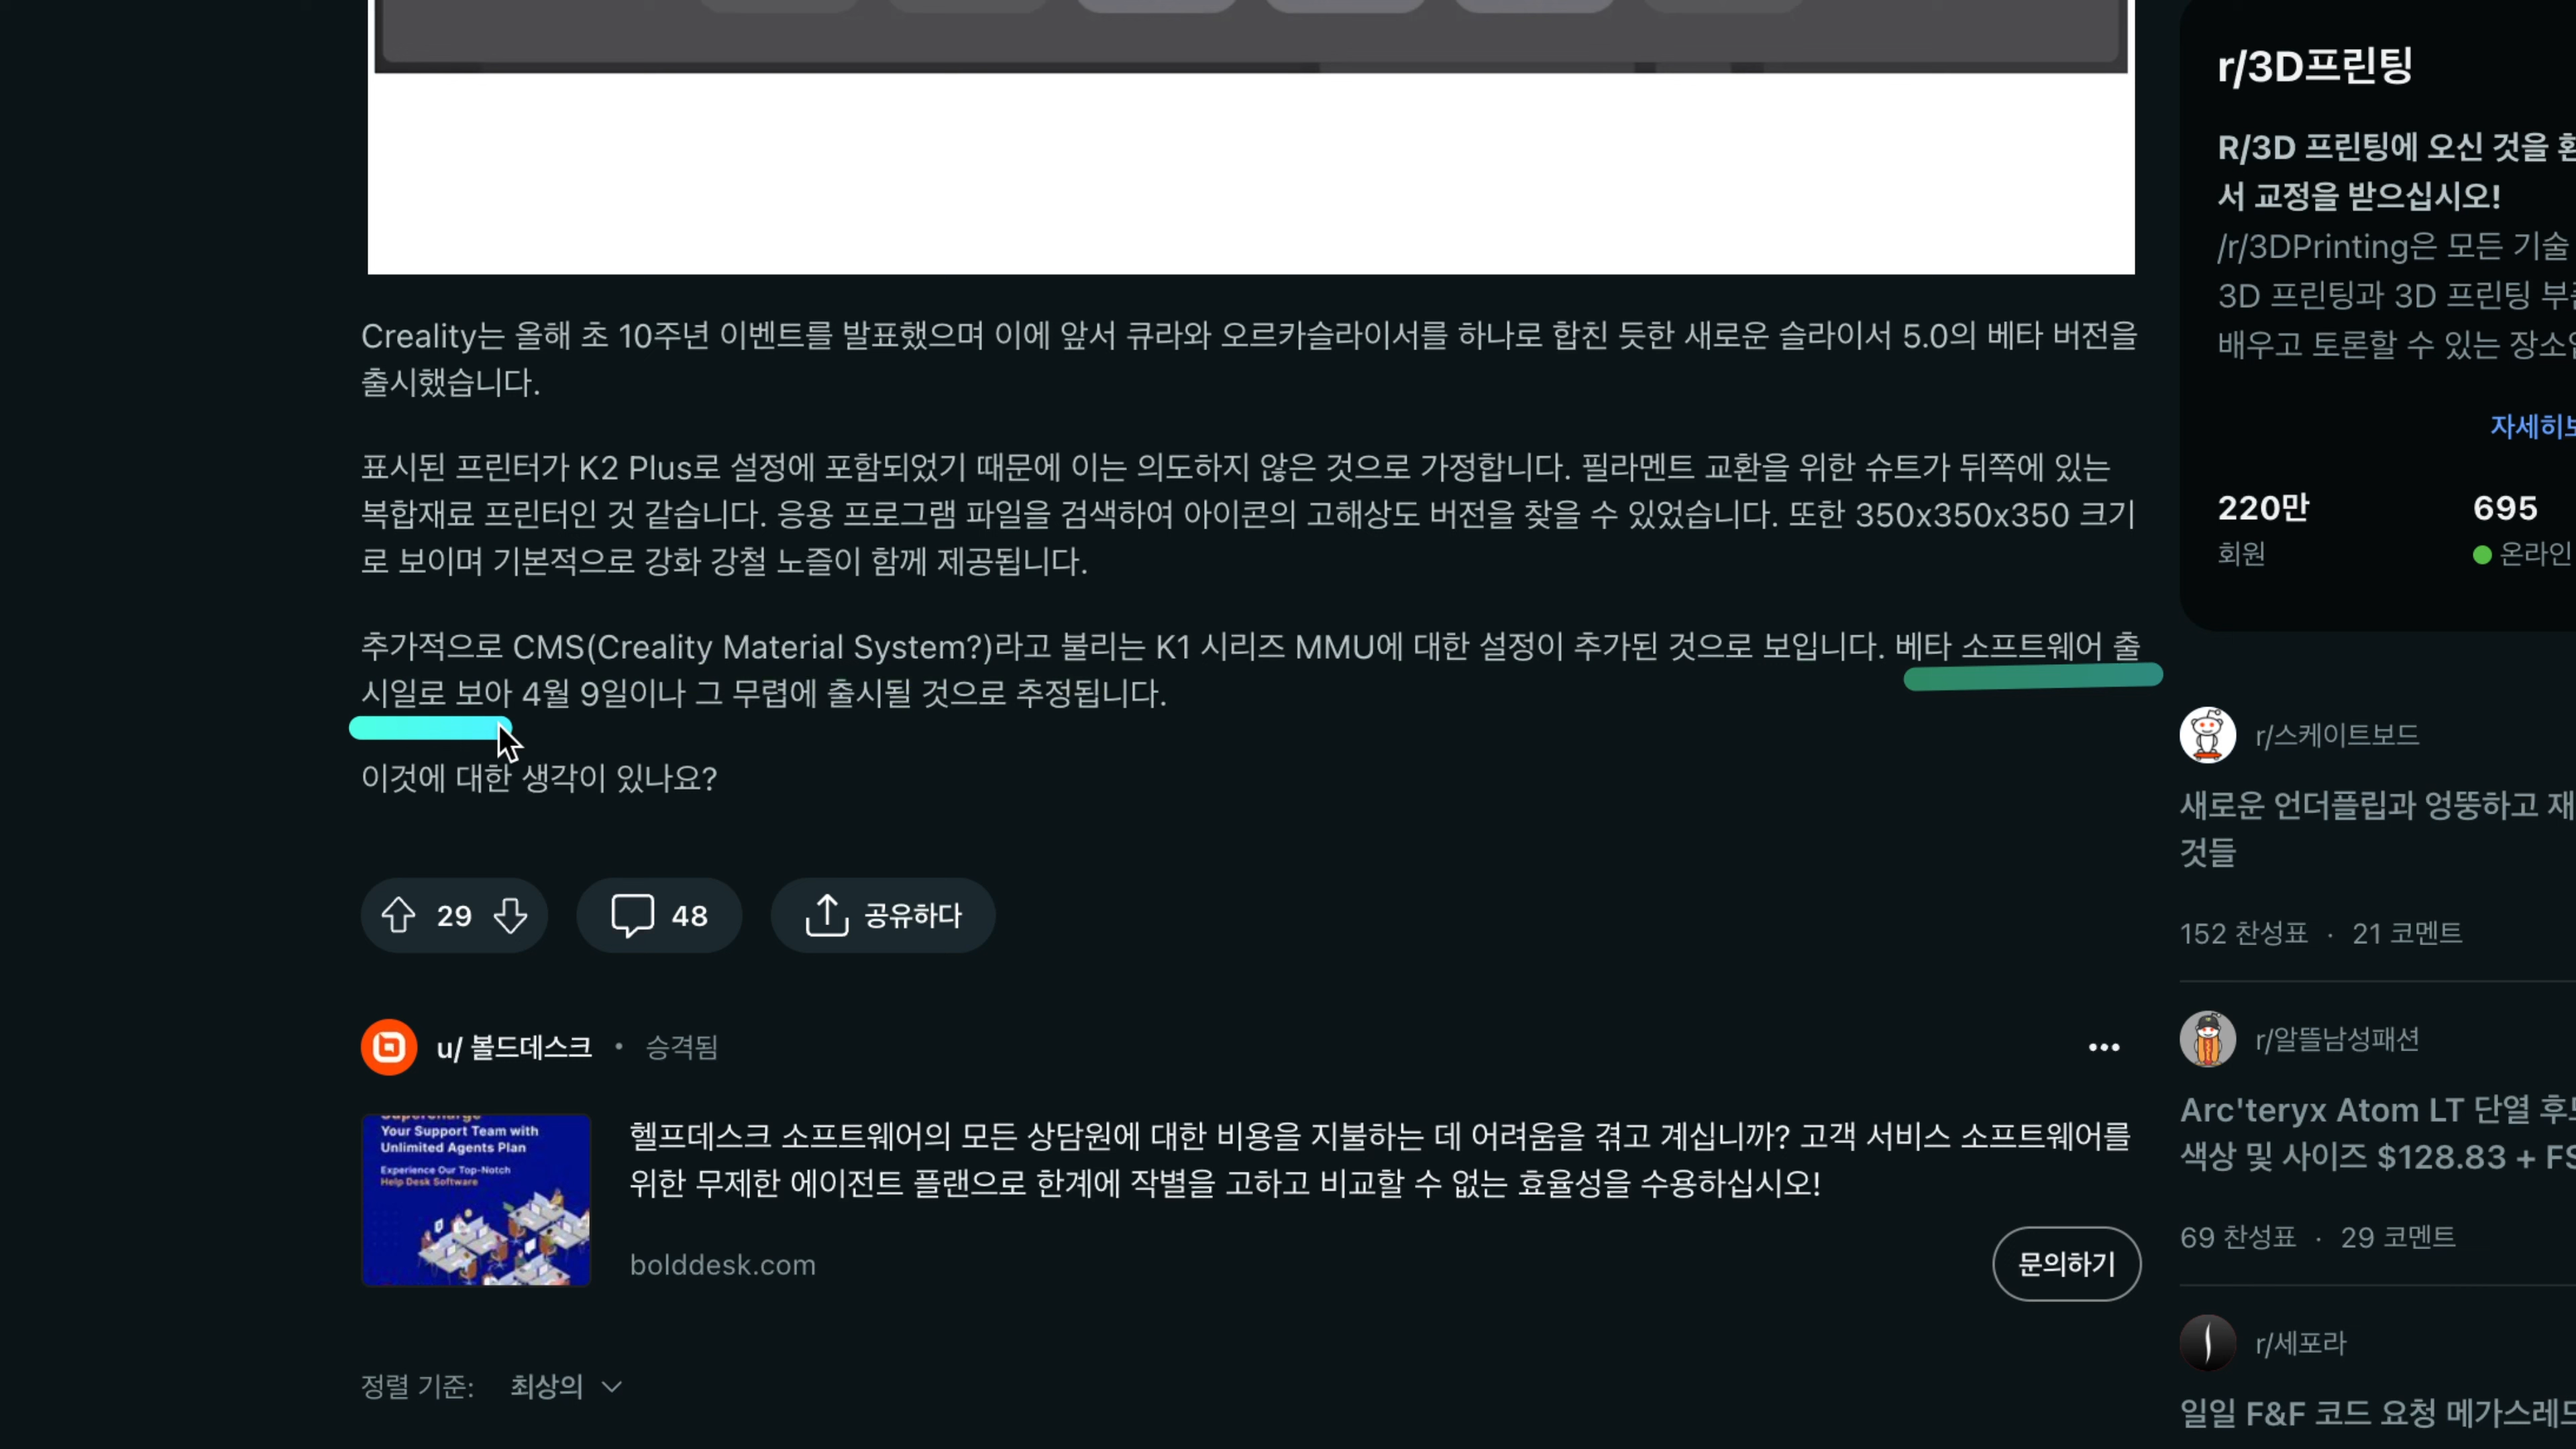 Creality는 올해 초 10주년 이벤트를 발표했으며 이에 앞서 큐라와 오르카슬라이서를 하나로 합친 듯한 새로운 슬라이서 5.0의 베타 버전을
출시했습니다.
표시된 프린터가 K2 Plus로 설정에 포함되었기 때문에 이는 의도하지 않은 것으로 가정합니다. 필라멘트 교환을 위한 슈트가 뒤쪽에 있는
복합재료 프린터인 것 같습니다. 응용 프로그램 파일을 검색하여 아이콘의 고해상도 버전을 찾을 수 있었습니다. 또한 350x350x350 크기
로 보이며 기본적으로 강화 강철 노즐이 함께 제공됩니다.
추가적으로 CMS(Creality Material System?)라고 불리는 K1 시리즈 MMU에 대한 설정이 추가된 것으로 보입니다. 베타 소프트웨어 출
시일로 보아 4월 9일이나 그 무렵에 출시될 것으로 추정됩니다.
이것에 대한 생각이 있나요?
29
48
공유하다
u/ 볼드데스크 • 승격됨
Supercharge
Your Support Team with
Unlimited Agents Plan
Experience Our Top-Notch
Help Desk Software
헬프데스크 소프트웨어의 모든 상담원에 대한 비용을 지불하는 데 어려움을 겪고 계십니까? 고객 서비스 소프트웨어를
위한 무제한 에이전트 플랜으로 한계에 작별을 고하고 비교할 수 없는 효율성을 수용하십시오!
bolddesk.com
문의하기
정렬 기준: 최상의
r/3D프린팅
R/3D 프린팅에 오신 것을
서 교정을 받으십시오!
/r/3DPrinting은 모든 기술
3D 프린팅과 3D 프린팅
배우고 토론할 수 있는
자세히
220만
회원
695
온라인
r/스케이트보드
새로운 언더플립과 엉뚱하고 재
것들
152 찬성표 · 21 코멘트
r/알뜰남성패션
Arc'teryx Atom LT 단열
색상 및 사이즈 $128.83 +
69 찬성표 · 29 코멘트
r/세포라
일일 F&F 코드 요청